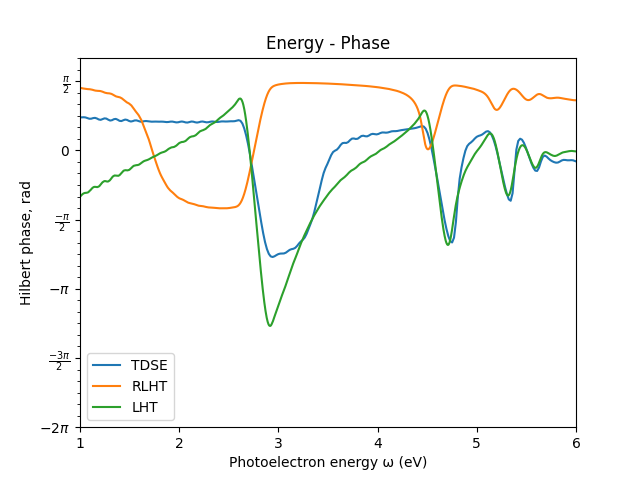 Energy - Phase
Hilbert phase, rad
π/2
0
−π/2
−π
−3π/2
−2π
TDSE
RLHT
LHT
1 2 3 4 5 6
Photoelectron energy ω (eV)